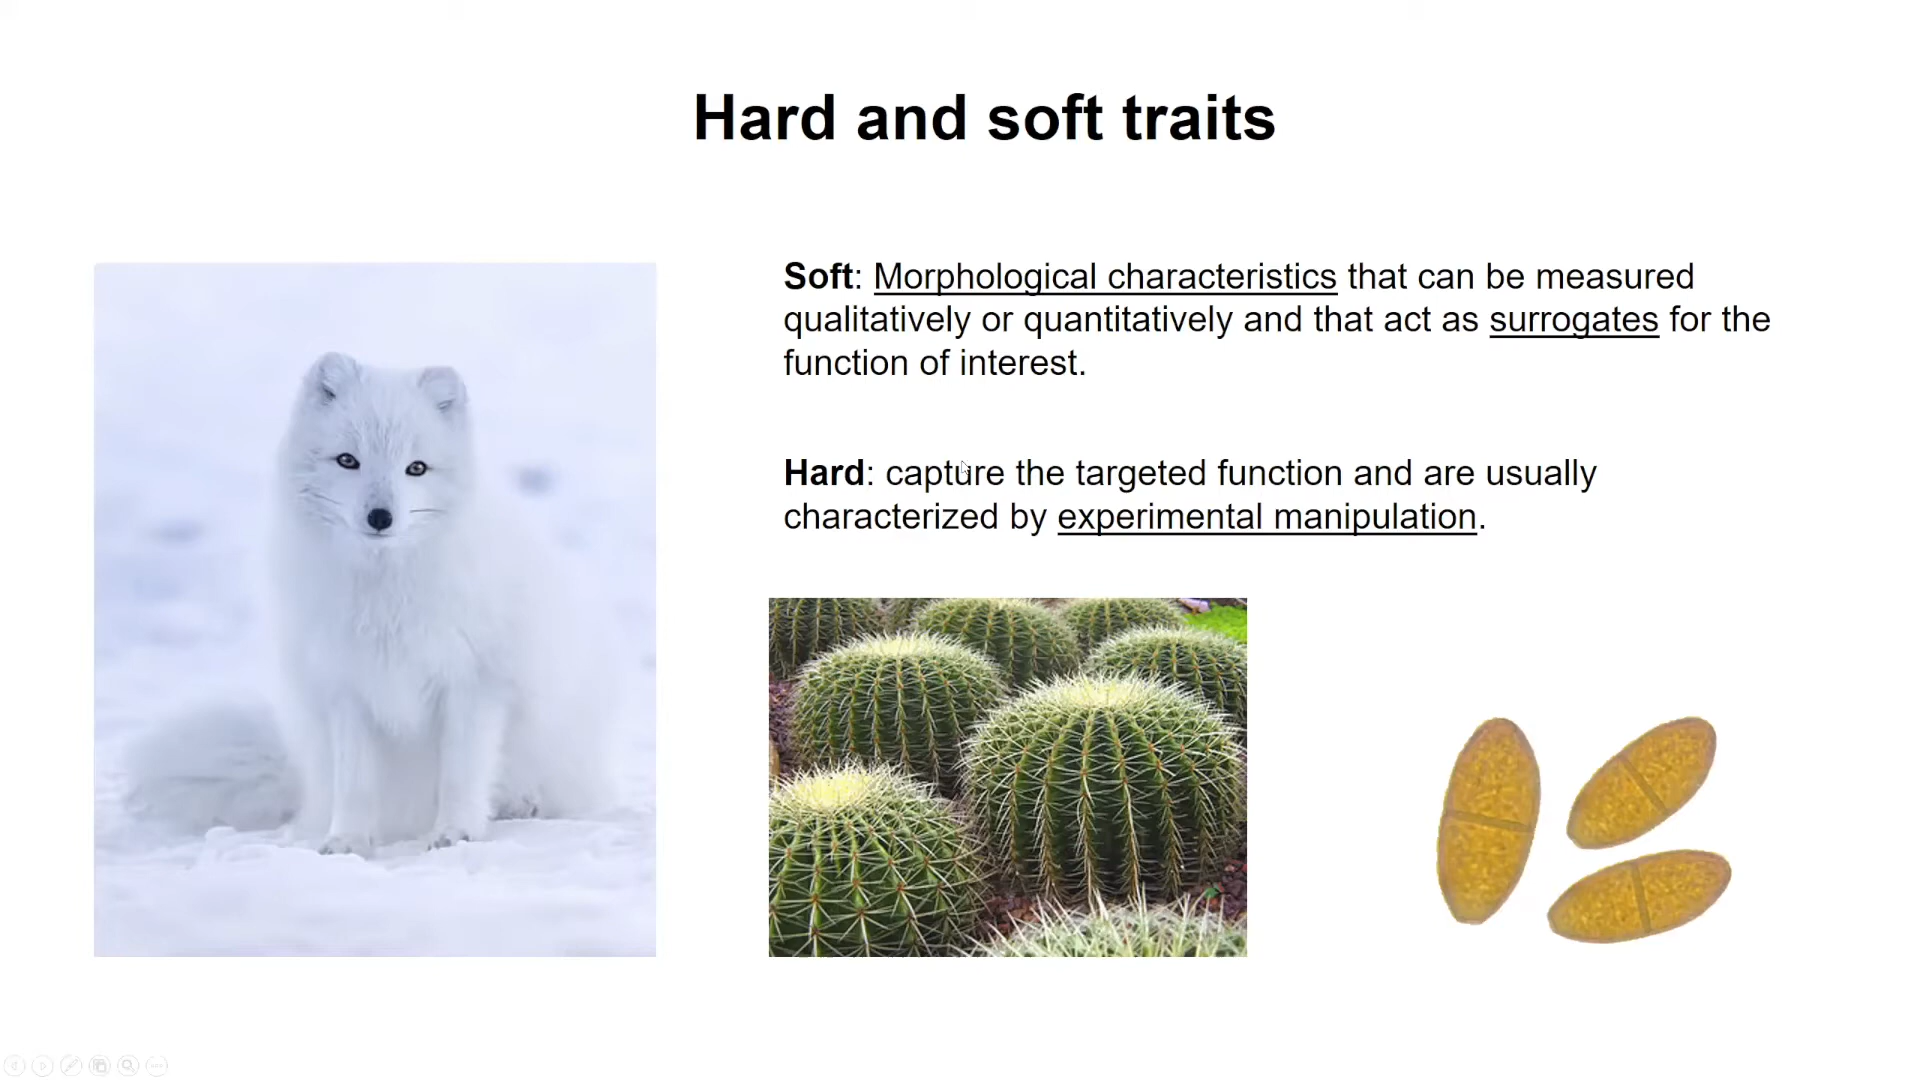 Hard and soft traits
Soft: Morphological characteristics that can be measured
qualitatively or quantitatively and that act as surrogates for the
function of interest.
Hard: capture the targeted function and are usually
characterized by experimental manipulation.